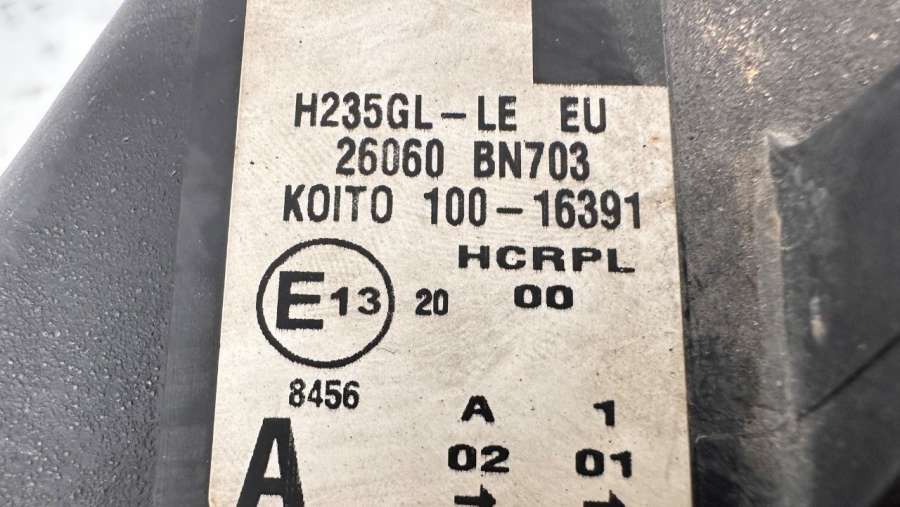 H235GL-LE EU
26060 BN703
KOITO 100-16391
HCRPL
E13 20 00
8456
A 1
A 02 01
→ →